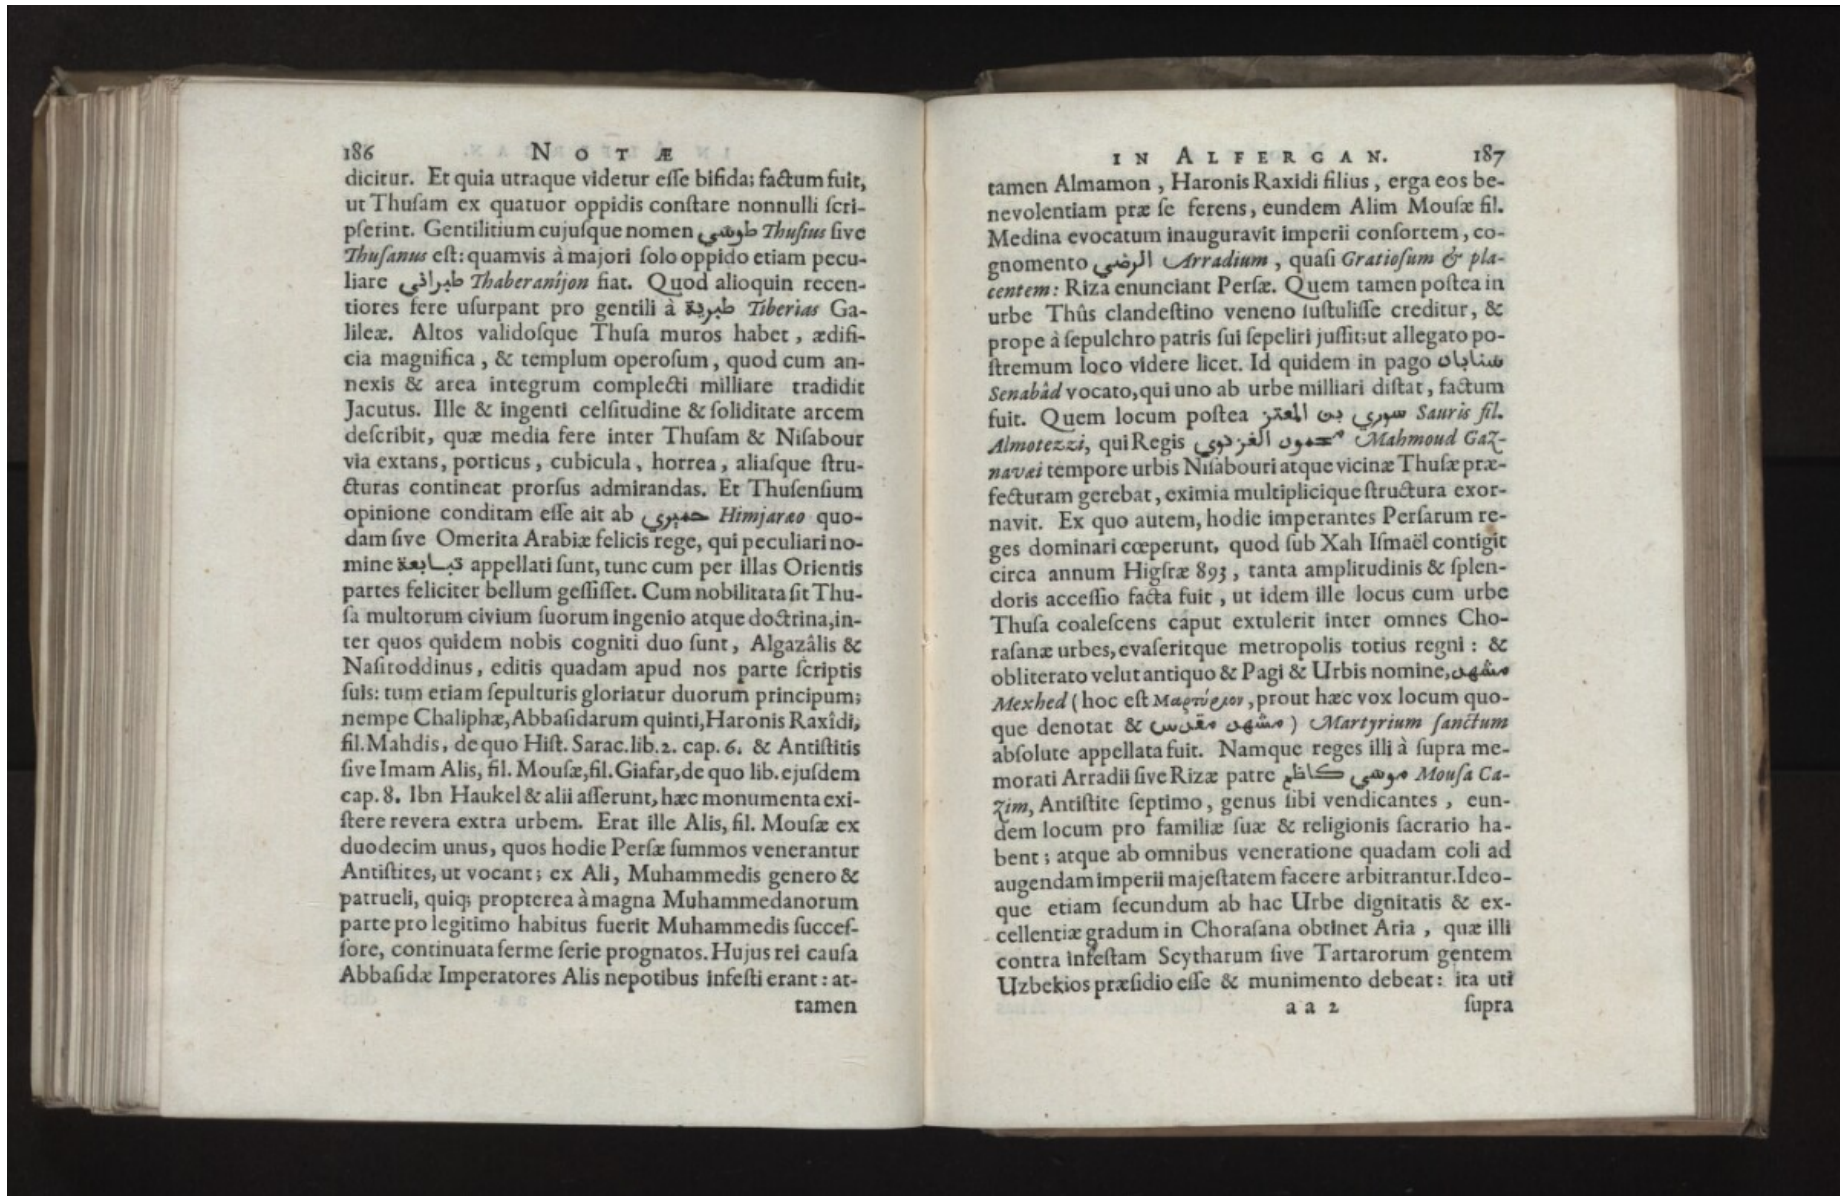 186 NOTÆ
dicitur. Et quia utraque videtur eſſe bifida; factum fuit,
ut Thuſam ex quatuor oppidis conſtare nonnulli ſcri-
pſerint. Gentilitium cujuſque nomen طوسي Thuſius ſive
Thuſanus eſt: quamvis à majori ſolo oppido etiam pecu-
liare طبراني Thaberaníjon fiat. Quod alioquin recen-
tiores fere uſurpant pro gentili à طبرية Tiberias Ga-
lileæ. Altos validoſque Thuſa muros habet, ædifi-
cia magnifica, & templum operoſum, quod cum an-
nexis & area integrum complecti milliare tradidit
Jacutus. Ille & ingenti celſitudine & ſoliditate arcem
deſcribit, quæ media fere inter Thuſam & Niſabour
via extans, porticus, cubicula, horrea, aliaſque ſtru-
cturas contineat prorſus admirandas. Et Thuſenſium
opinione conditam eſſe ait ab حميري Himjaræo quo-
dam ſive Omerita Arabiæ felicis rege, qui peculiari no-
mine تبابعة appellati ſunt, tunc cum per illas Orientis
partes feliciter bellum geſſiſſet. Cum nobilitata ſit Thu-
ſa multorum civium ſuorum ingenio atque doctrina, in-
ter quos quidem nobis cogniti duo ſunt, Algazâlis &
Naſiroddinus, editis quadam apud nos parte ſcriptis
ſuis: tum etiam ſepulturis gloriatur duorum principum;
nempe Chaliphæ, Abbaſidarum quinti, Haronis Raxîdi,
fil. Mahdis, de quo Hiſt. Sarac. lib. 2. cap. 6. & Antiſtitis
ſive Imam Alis, fil. Mouſæ, fil. Giafar, de quo lib. ejuſdem
cap. 8. Ibn Haukel & alii aſſerunt, hæc monumenta exi-
ſtere revera extra urbem. Erat ille Alis, fil. Mouſæ ex
duodecim unus, quos hodie Perſæ ſummos venerantur
Antiſtites, ut vocant; ex Ali, Muhammedis genero &
patrueli, quiq; propterea à magna Muhammedanorum
parte pro legitimo habitus fuerit Muhammedis ſucceſ-
ſore, continuata ferme ſerie prognatos. Hujus rei cauſa
Abbaſidæ Imperatores Alis nepotibus infeſti erant: at-
tamen
IN ALFERGAN. 187
tamen Almamon, Haronis Raxidi filius, erga eos be-
nevolentiam præ ſe ferens, eundem Alim Mouſæ fil.
Medina evocatum inauguravit imperii conſortem, co-
gnomento الرضي Arradium, quaſi Gratioſum & pla-
centem: Riza enunciant Perſæ. Quem tamen poſtea in
urbe Thûs clandeſtino veneno ſuſtuliſſe creditur, &
prope à ſepulchro patris ſui ſepeliri juſſit; ut allegato po-
ſtremum loco videre licet. Id quidem in pago سناباد
Senabâd vocato, qui uno ab urbe milliari diſtat, factum
fuit. Quem locum poſtea سوري بن المعتز Sauris fil.
Almotezzi, qui Regis محمود الغزنوي Mahmoud Gaz-
navæi tempore urbis Niſabouri atque vicinæ Thuſæ præ-
fecturam gerebat, eximia multiplicique ſtructura exor-
navit. Ex quo autem, hodie imperantes Perſarum re-
ges dominari cœperunt, quod ſub Xah Iſmaël contigit
circa annum Higſræ 893, tanta amplitudinis & ſplen-
doris acceſſio facta fuit, ut idem ille locus cum urbe
Thuſa coaleſcens caput extulerit inter omnes Cho-
raſanæ urbes, evaſeritque metropolis totius regni: &
obliterato velut antiquo & Pagi & Urbis nomine, مشهد
Mexhed (hoc eſt Μαρτύριον, prout hæc vox locum quo-
que denotat & مشهد مقدس) Martyrium ſanctum
abſolute appellata fuit. Namque reges illi à ſupra me-
morati Arradii ſive Rizæ patre موسي كاظم Mouſa Ca-
zim, Antiſtite ſeptimo, genus ſibi vendicantes, eun-
dem locum pro familiæ ſuæ & religionis ſacrario ha-
bent; atque ab omnibus veneratione quadam coli ad
augendam imperii majeſtatem facere arbitrantur. Ideo-
que etiam ſecundum ab hac Urbe dignitatis & ex-
cellentiæ gradum in Choraſana obtinet Aria, quæ illi
contra infeſtam Scytharum ſive Tartarorum gentem
Uzbekios præſidio eſſe & munimento debeat: ita uti
aa 2 ſupra